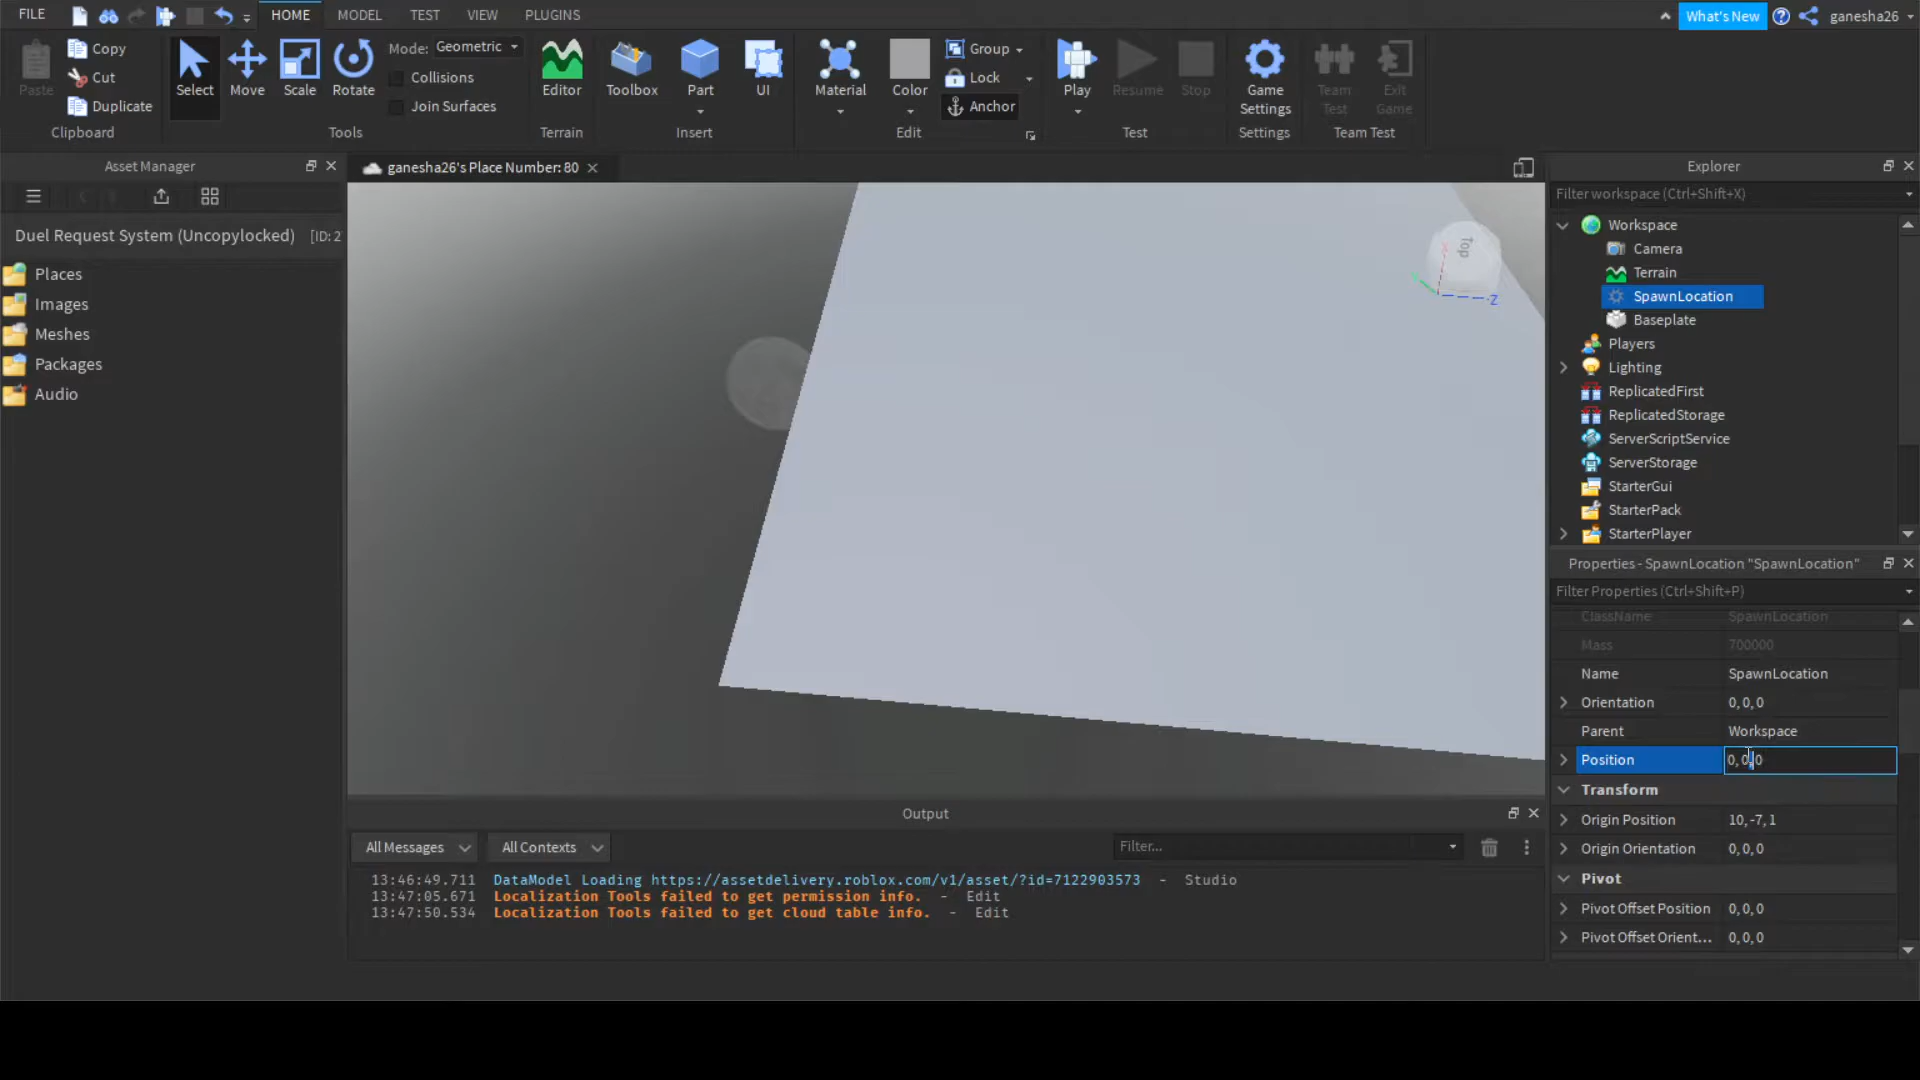 FILE HOME MODEL TEST VIEW PLUGINS What's New ganesha26
Paste Copy Cut Duplicate
Select Move Scale Rotate
Mode: Geometric
Collisions
Join Surfaces
Editor Toolbox Part UI Material Color
Group
Lock
Anchor
Play Resume Stop Game Settings Team Test Exit Game
Clipboard Tools Terrain Insert Edit Test Settings Team Test
Asset Manager
Duel Request System (Uncopylocked) [ID: 2
Places
Images
Meshes
Packages
Audio
ganesha26's Place Number: 80
Top
X
Z
Output
All Messages All Contexts Filter...
13:46:49.711 DataModel Loading https://assetdelivery.roblox.com/v1/asset/?id=7122903573 - Studio
13:47:05.671 Localization Tools failed to get permission info. - Edit
13:47:50.534 Localization Tools failed to get cloud table info. - Edit
Explorer
Filter workspace (Ctrl+Shift+X)
Workspace
Camera
Terrain
SpawnLocation
Baseplate
Players
Lighting
ReplicatedFirst
ReplicatedStorage
ServerScriptService
ServerStorage
StarterGui
StarterPack
StarterPlayer
Properties - SpawnLocation "SpawnLocation"
Filter Properties (Ctrl+Shift+P)
ClassName SpawnLocation
Mass 700000
Name SpawnLocation
Orientation 0, 0, 0
Parent Workspace
Position 0, 0, 0
Transform
Origin Position 10, -7, 1
Origin Orientation 0, 0, 0
Pivot
Pivot Offset Position 0, 0, 0
Pivot Offset Orient... 0, 0, 0